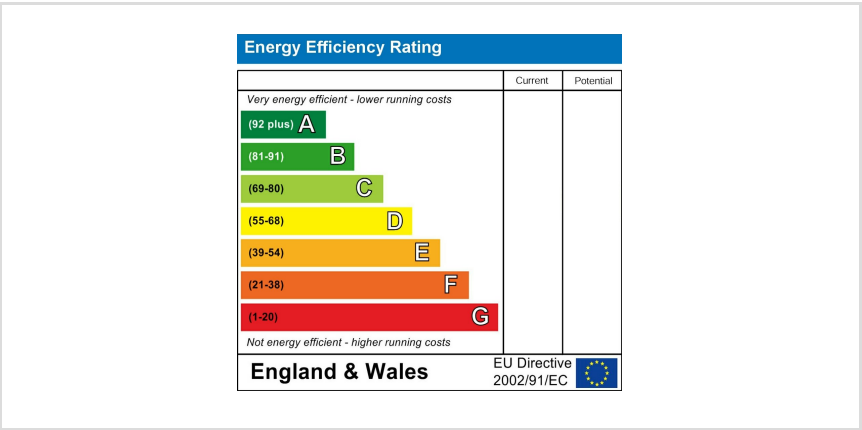 Energy Efficiency Rating
Current Potential
Very energy efficient - lower running costs
(92 plus) A
(81-91) B
(69-80) C
(55-68) D
(39-54) E
(21-38) F
(1-20) G
Not energy efficient - higher running costs
England & Wales
EU Directive
2002/91/EC